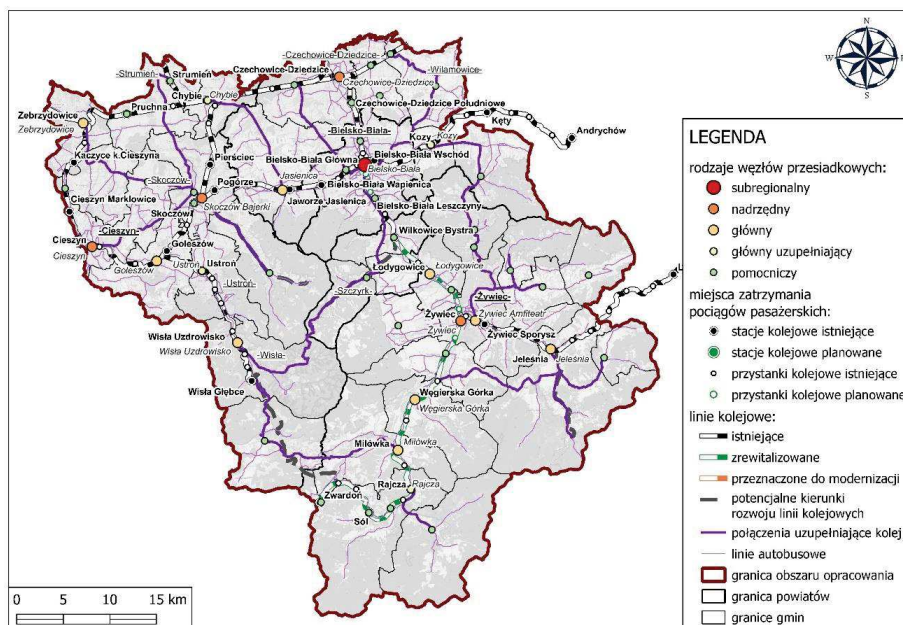 N
W
E
S
-Czechowice-Dziedzice-
-Strumień-
Strumień
Czechowice-Dziedzice
Czechowice-Dziedzice
-Wilamowice-
Chybie
Chybie
Pruchna
Zebrzydowice
Zebrzydowice
Czechowice-Dziedzice Południowe
Kęty
Andrychów
-Bielsko-Biała-
Kozy
Kozy
Kaczyce k.Cieszyna
Pierściec
Bielsko-Biała Główna
Bielsko-Biała Wschód
Bielsko-Biała
Jasienica
-Skoczów-
Pogórze
Bielsko-Biała Wapienica
Jaworze Jasienica
Cieszyn Marklowice
Skoczów Bajerki
Skoczów
Bielsko-Biała Leszczyny
-Cieszyn-
Cieszyn
Cieszyn
Goleszów
Goleszów
Wilkowice Bystra
Ustroń
Ustroń
-Ustroń-
Łodygowice
Łodygowice
-Szczyrk-
-Żywiec-
Żywiec
Żywiec
Żywiec Amfiteatr
Żywiec Sporysz
Wisła Uzdrowisko
Wisła Uzdrowisko
-Wisła-
Jeleśnia
Jeleśnia
Wisła Głębce
Węgierska Górka
Węgierska Górka
Milówka
Milówka
Rajcza
Rajcza
Zwardoń
Sól
0 5 10 15 km
LEGENDA
rodzaje węzłów przesiadkowych:
subregionalny
nadrzędny
główny
główny uzupełniający
pomocniczy
miejsca zatrzymania
pociągów pasażerskich:
stacje kolejowe istniejące
stacje kolejowe planowane
przystanki kolejowe istniejące
przystanki kolejowe planowane
linie kolejowe:
istniejące
zrewitalizowane
przeznaczone do modernizacji
potencjalne kierunki
rozwoju linii kolejowych
połączenia uzupełniające kolej
linie autobusowe
granica obszaru opracowania
granica powiatów
granice gmin